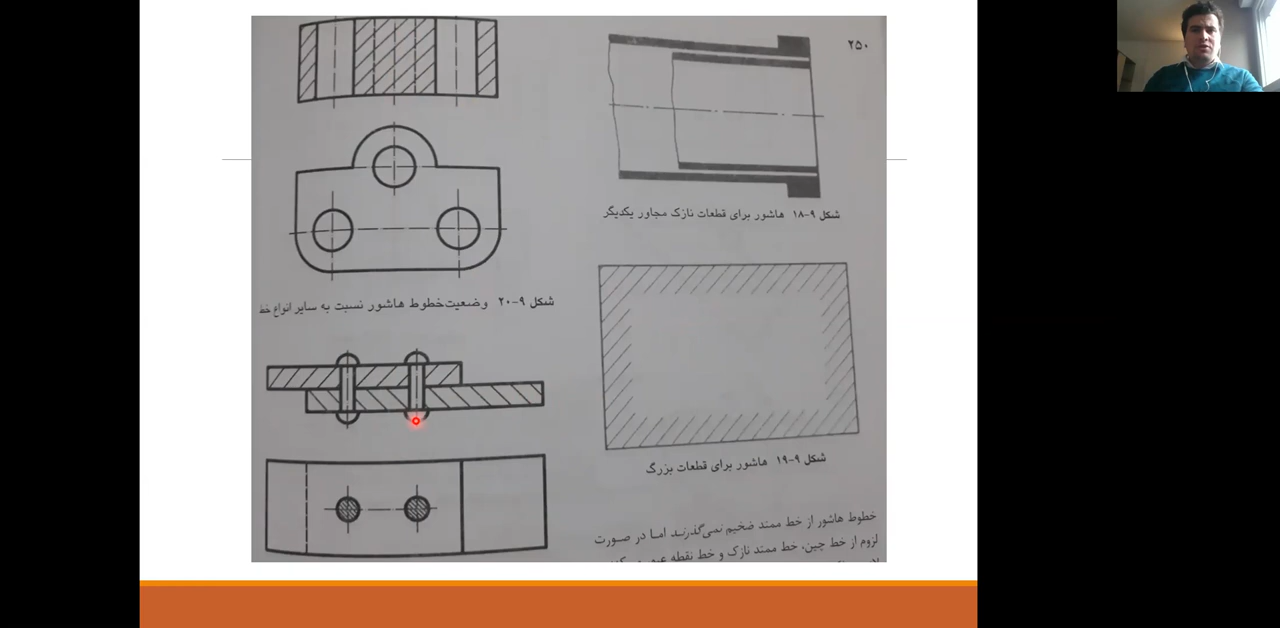 ۲۵۰
شکل ۹-۱۸ هاشور برای قطعات نازک مجاور یکدیگر
شکل ۹-۱۹ هاشور برای قطعات بزرگ
خطوط هاشور از خط ممتد ضخیم نمی‌گذرند اما در صورت
لزوم از خط چین، خط ممتد نازک و خط نقطه
شکل ۹-۲۰ وضعیت خطوط هاشور نسبت به سایر انواع خط